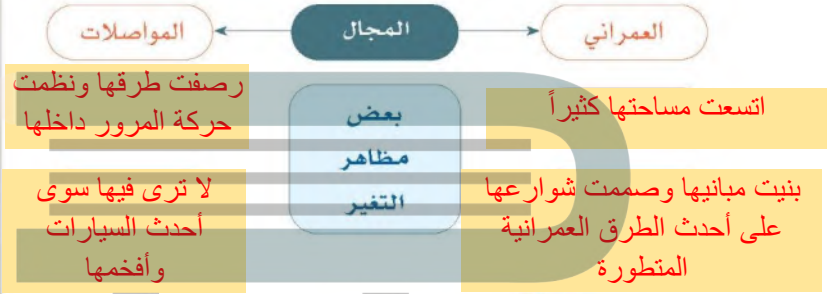 العمراني
المجال
المواصلات
اتسعت مساحتها كثيراً
بعض
مظاهر
التغير
رصفت طرقها ونظمت
حركة المرور داخلها
بنيت مبانيها وصممت شوارعها
على أحدث الطرق العمرانية
المتطورة
لا ترى فيها سوى
أحدث السيارات
وأفخمها